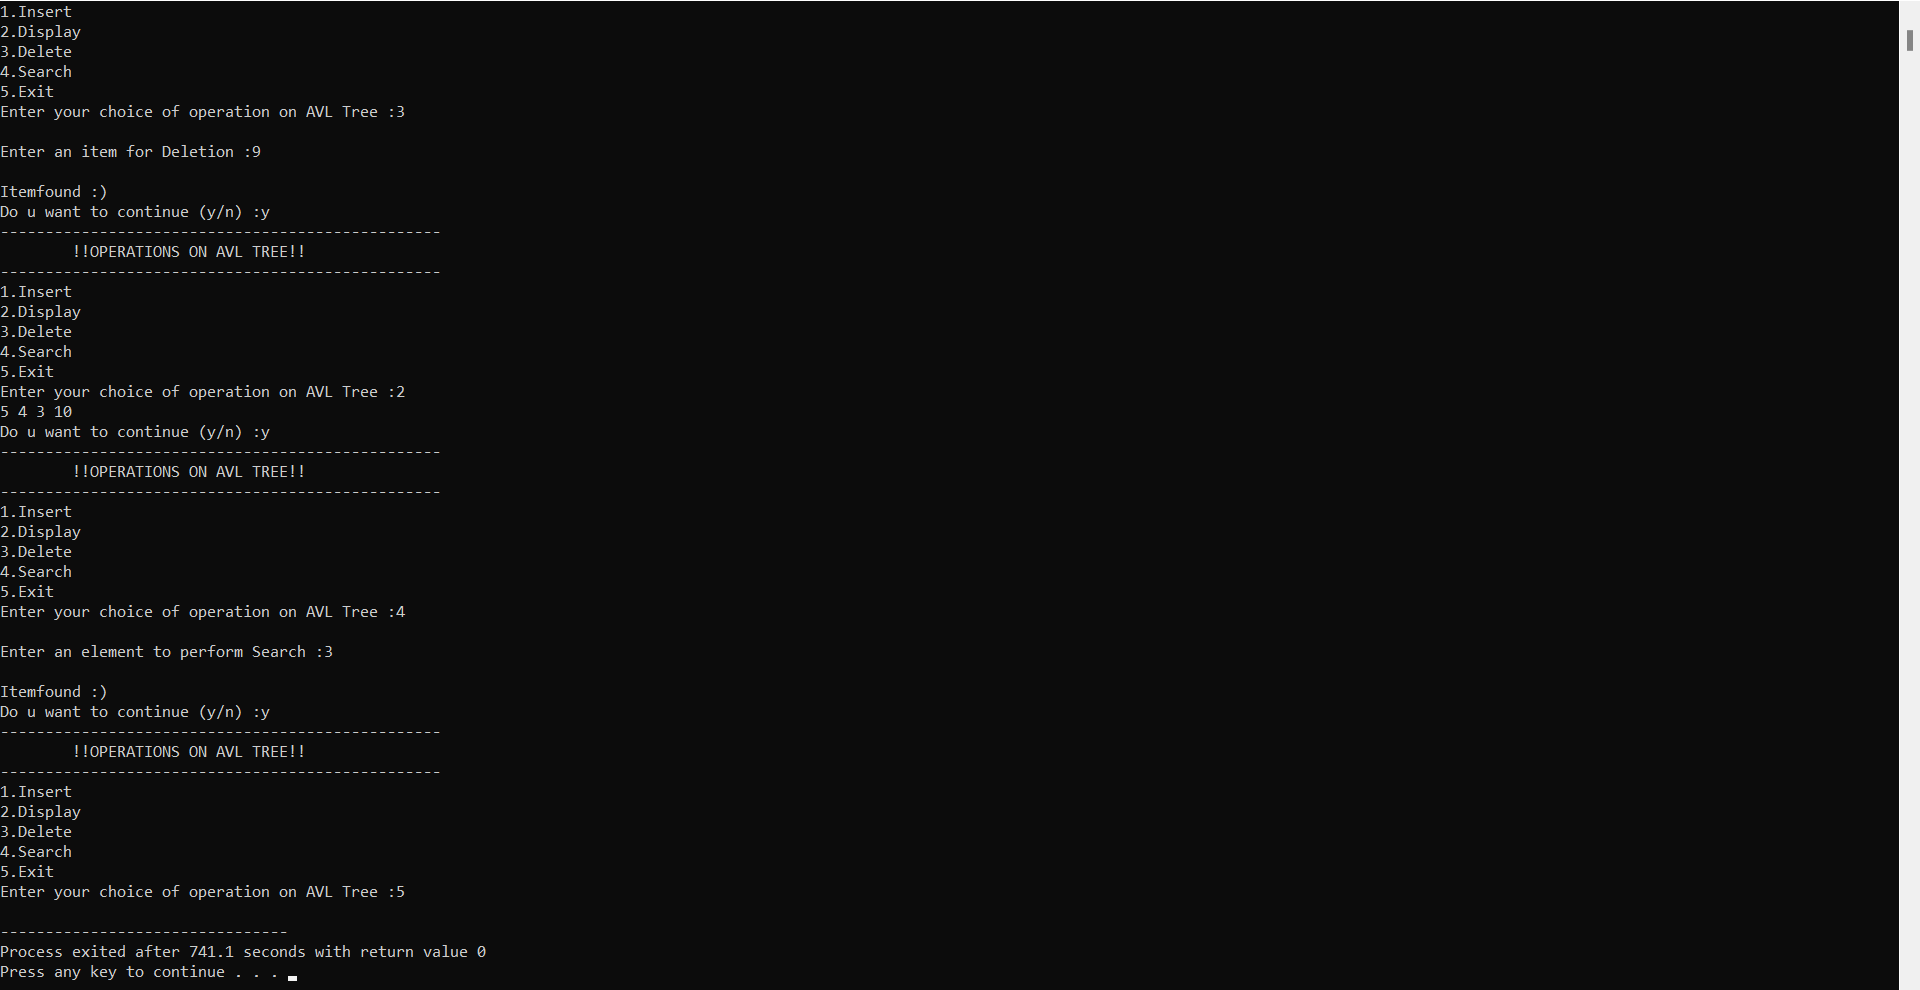 1.Insert
2.Display
3.Delete
4.Search
5.Exit
Enter your choice of operation on AVL Tree :3
Enter an item for Deletion :9
Itemfound :)
Do u want to continue (y/n) :y
-------------------------------------------------
!!OPERATIONS ON AVL TREE!!
-------------------------------------------------
1.Insert
2.Display
3.Delete
4.Search
5.Exit
Enter your choice of operation on AVL Tree :2
5 4 3 10
Do u want to continue (y/n) :y
-------------------------------------------------
!!OPERATIONS ON AVL TREE!!
-------------------------------------------------
1.Insert
2.Display
3.Delete
4.Search
5.Exit
Enter your choice of operation on AVL Tree :4
Enter an element to perform Search :3
Itemfound :)
Do u want to continue (y/n) :y
-------------------------------------------------
!!OPERATIONS ON AVL TREE!!
-------------------------------------------------
1.Insert
2.Display
3.Delete
4.Search
5.Exit
Enter your choice of operation on AVL Tree :5
--------------------------------
Process exited after 741.1 seconds with return value 0
Press any key to continue . . .